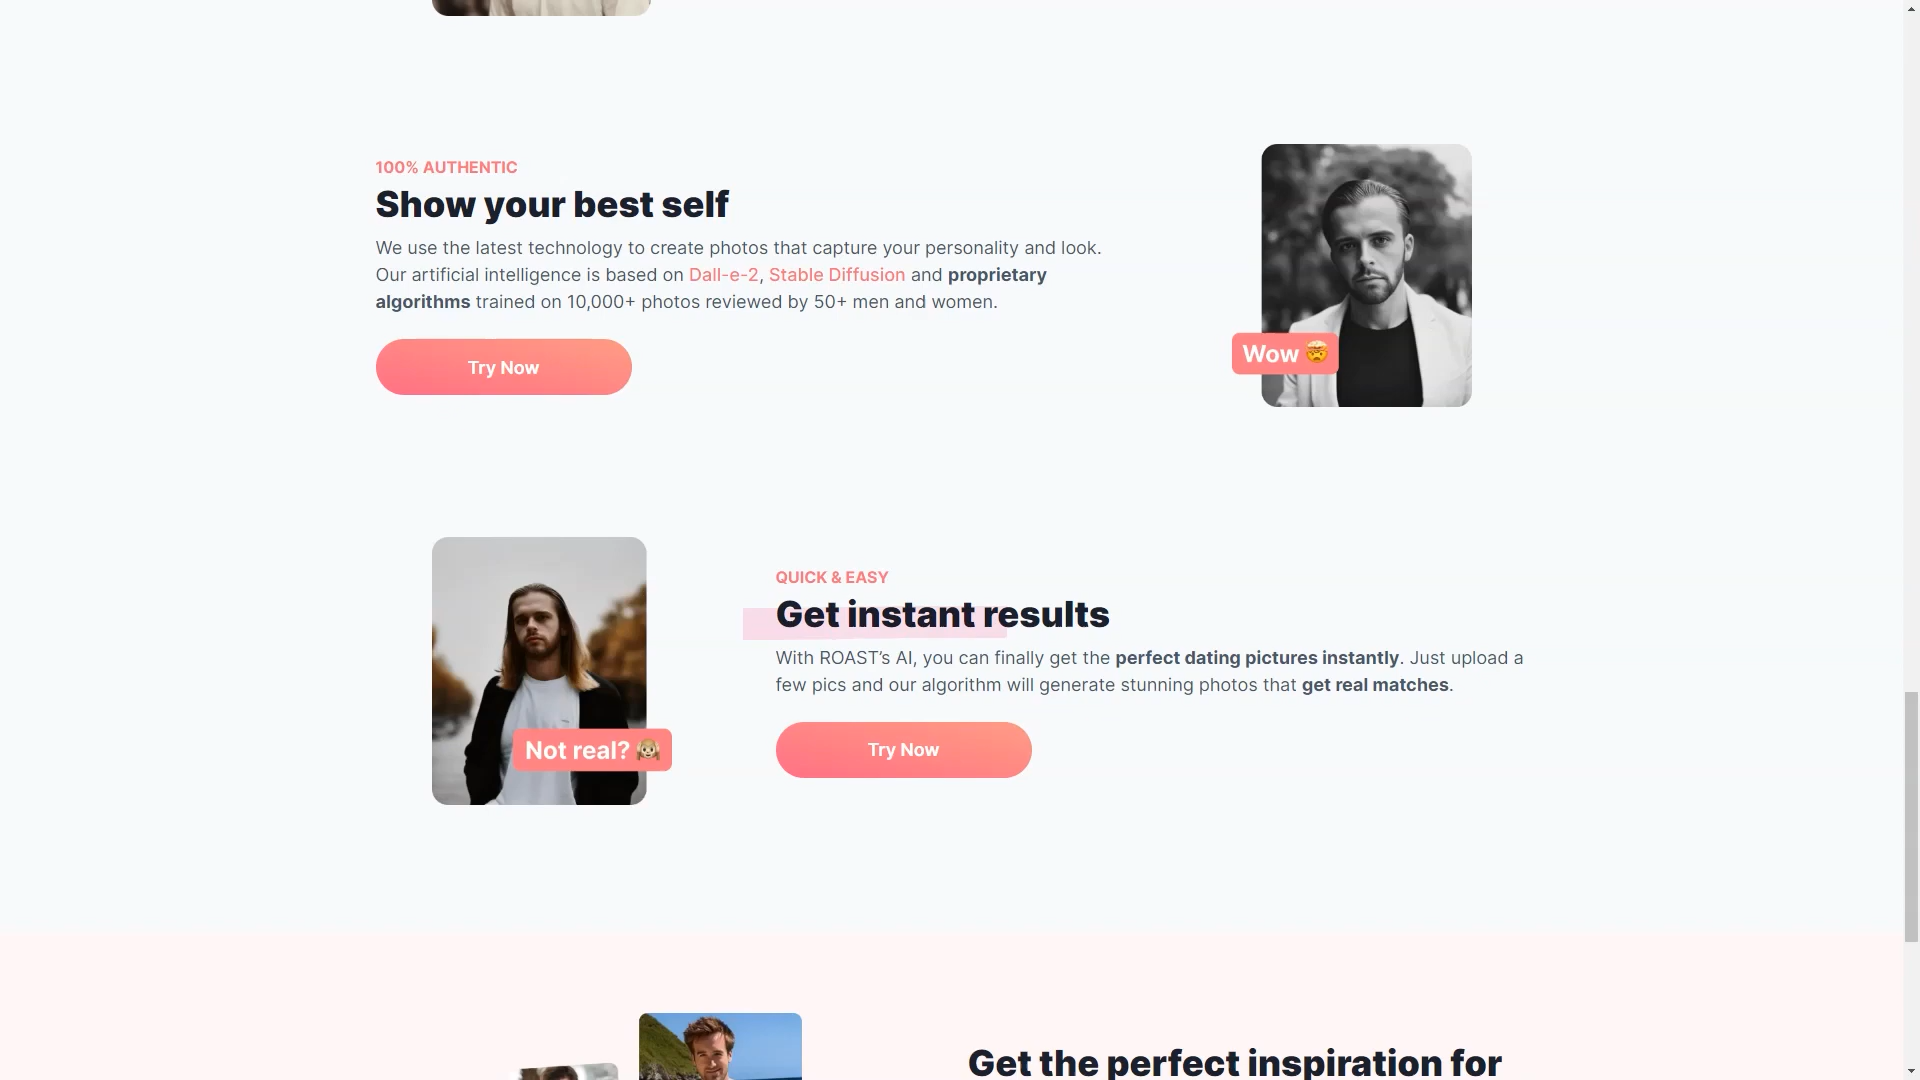 100% AUTHENTIC
Show your best self
We use the latest technology to create photos that capture your personality and look.
Our artificial intelligence is based on Dall-e-2, Stable Diffusion and proprietary
algorithms trained on 10,000+ photos reviewed by 50+ men and women.
Try Now
Wow 🤯
QUICK & EASY
Get instant results
With ROAST’s AI, you can finally get the perfect dating pictures instantly. Just upload a
few pics and our algorithm will generate stunning photos that get real matches.
Try Now
Not real? 🙉
Get the perfect inspiration for